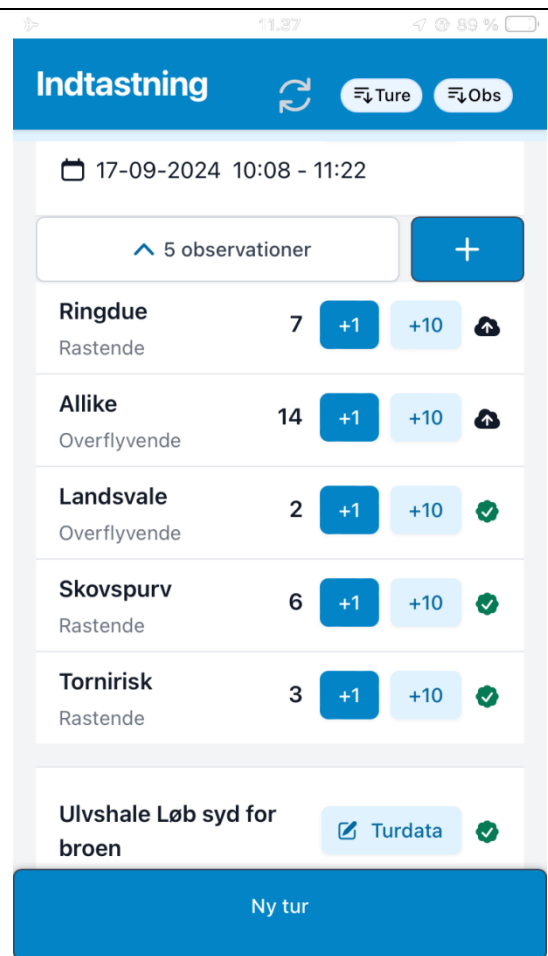 11.37 89 %
Indtastning Ture Obs
17-09-2024 10:08 - 11:22
5 observationer +
Ringdue 7 +1 +10
Rastende
Allike 14 +1 +10
Overflyvende
Landsvale 2 +1 +10
Overflyvende
Skovspurv 6 +1 +10
Rastende
Tornirisk 3 +1 +10
Rastende
Ulvshale Løb syd for
broen
Turdata
Ny tur